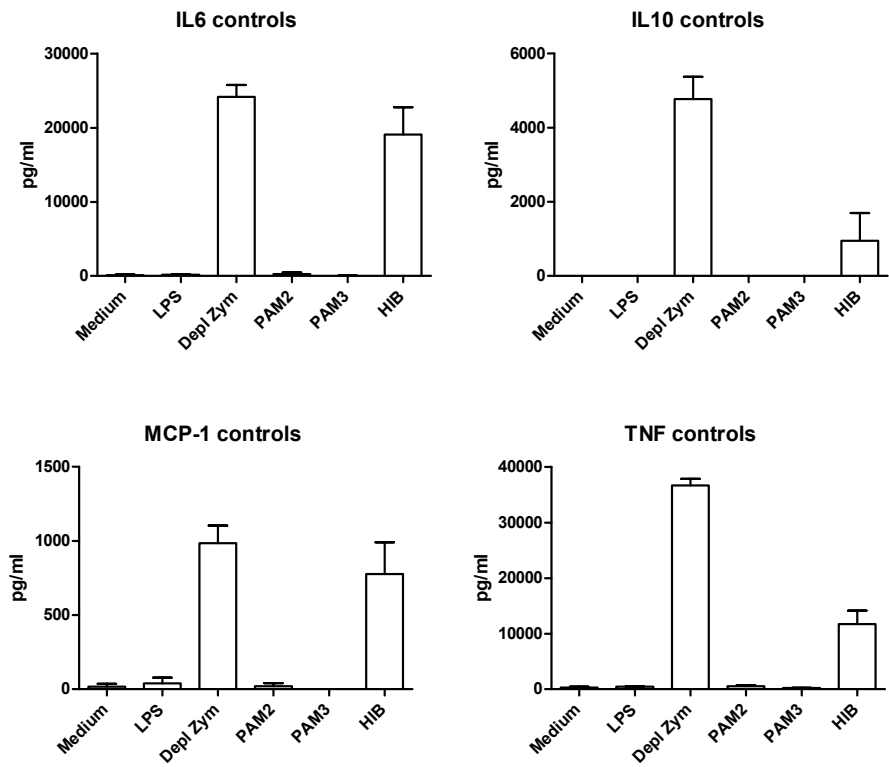 IL6 controls
30000
20000
10000
0
pg/ml
Medium
LPS
Depl Zym
PAM2
PAM3
HIB
IL10 controls
6000
4000
2000
0
pg/ml
Medium
LPS
Depl Zym
PAM2
PAM3
HIB
MCP-1 controls
1500
1000
500
0
pg/ml
Medium
LPS
Depl Zym
PAM2
PAM3
HIB
TNF controls
40000
30000
20000
10000
0
pg/ml
Medium
LPS
Depl Zym
PAM2
PAM3
HIB